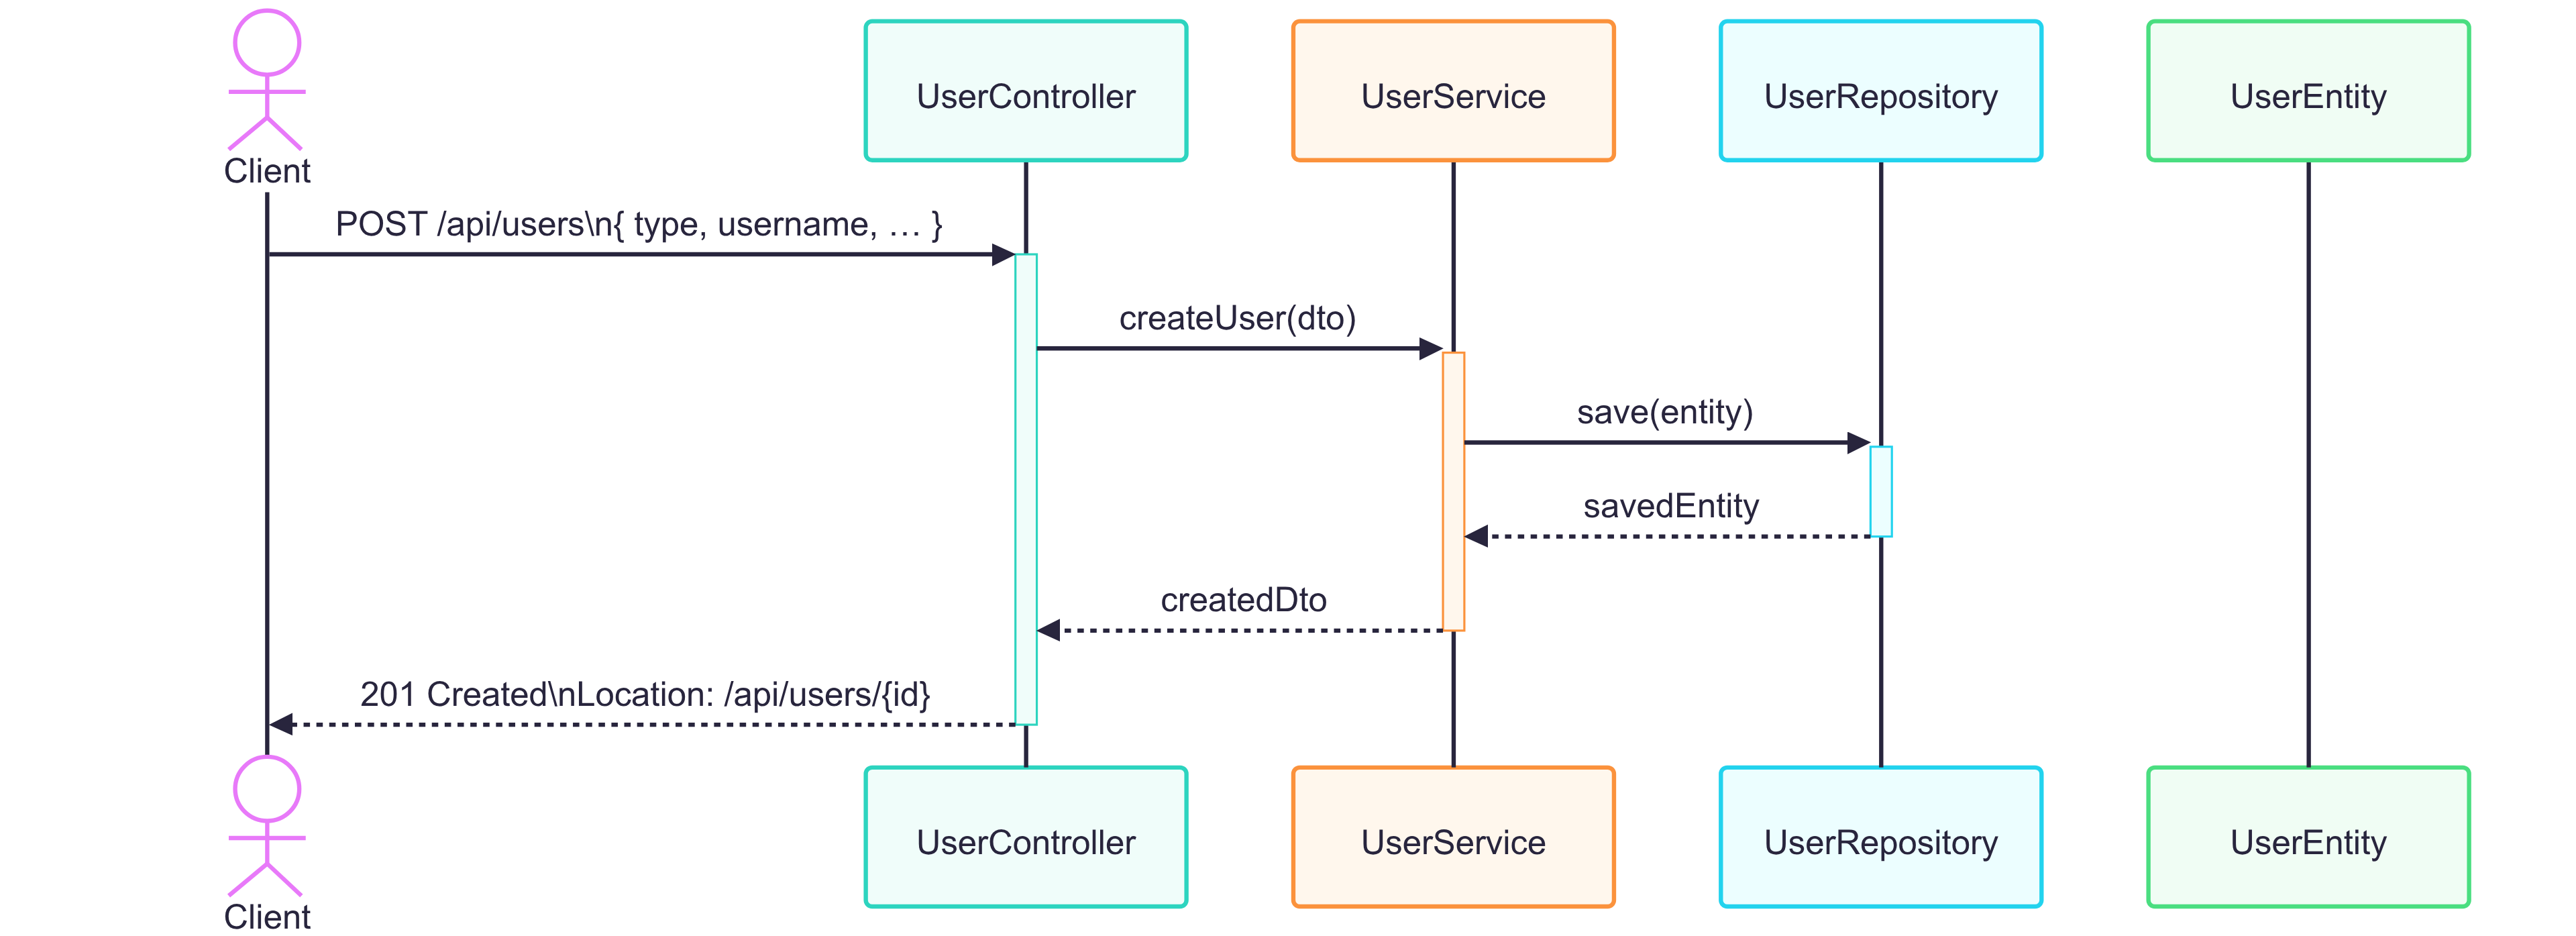 Client
UserController
UserService
UserRepository
UserEntity
POST /api/users\n{ type, username, … }
createUser(dto)
save(entity)
savedEntity
createdDto
201 Created\nLocation: /api/users/{id}
Client
UserController
UserService
UserRepository
UserEntity